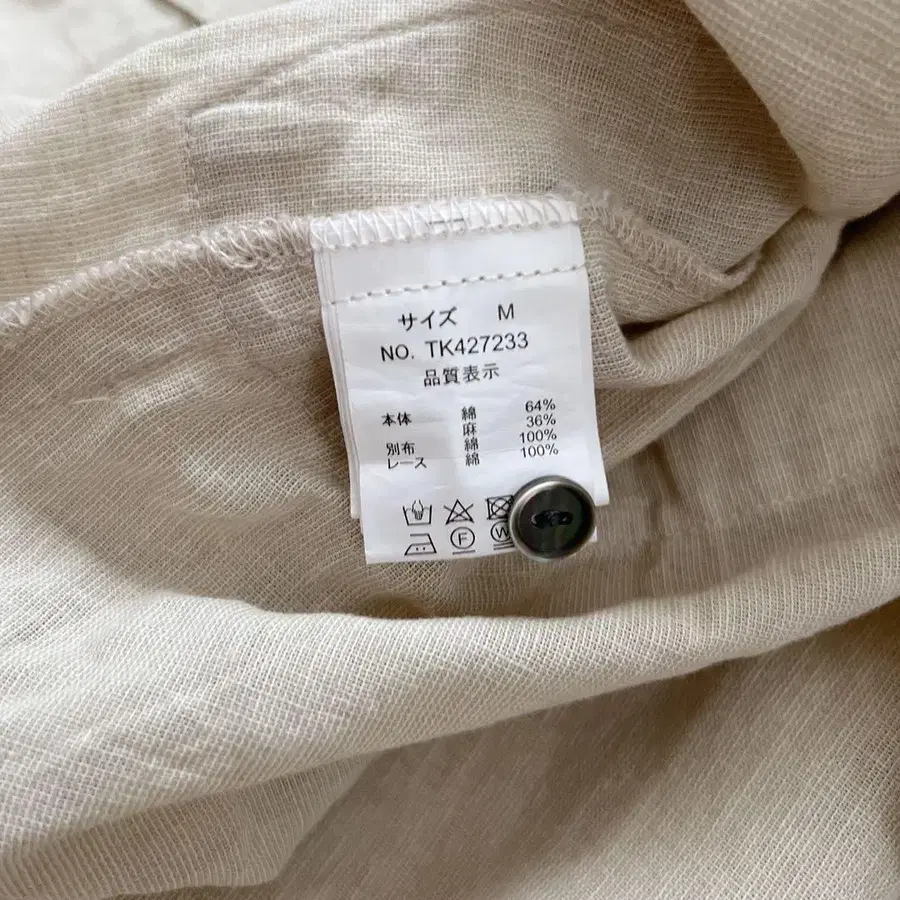 サイズ M
NO. TK427233
品質表示
本体 綿 64%
麻 36%
別布 綿 100%
レース 綿 100%
F W